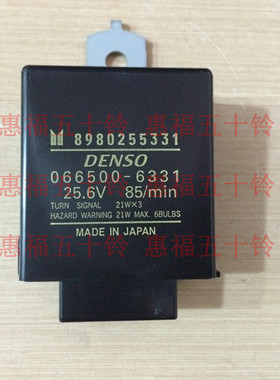 8980255331
DENSO
066500-6331
25.6V 85/min
TURN SIGNAL 21W×3
HAZARD WARNING 21W MAX. 6BULBS
MADE IN JAPAN
惠福五十铃
惠福五十铃
惠福五十铃
惠福五十铃